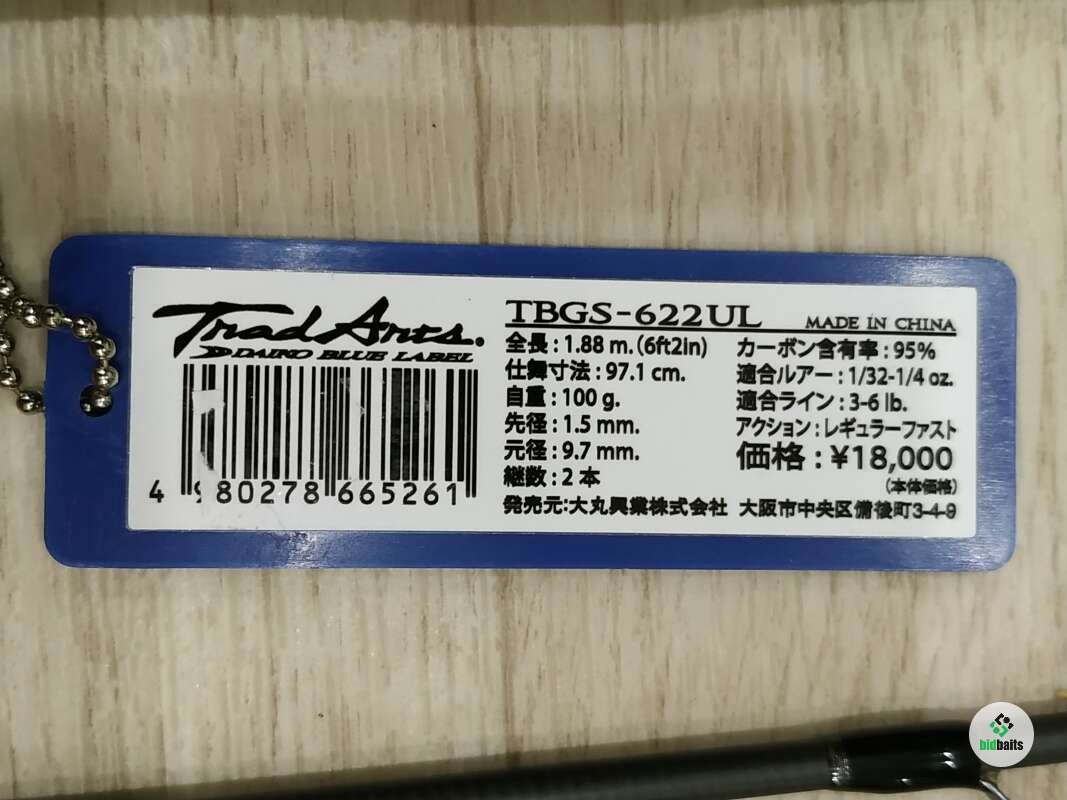 Trad Arts.
DAIKO BLUE LABEL
4 980278 665261
TBGS-622UL MADE IN CHINA
全長:1.88 m.(6ft2in)
仕舞寸法:97.1 cm.
自重:100 g.
先径:1.5 mm.
元径:9.7 mm.
継数:2 本
カーボン含有率:95%
適合ルアー:1/32-1/4 oz.
適合ライン:3-6 lb.
アクション:レギュラーファスト
価格:¥18,000
(本体価格)
発売元:大丸興業株式会社 大阪市中央区備後町3-4-9
bidbaits